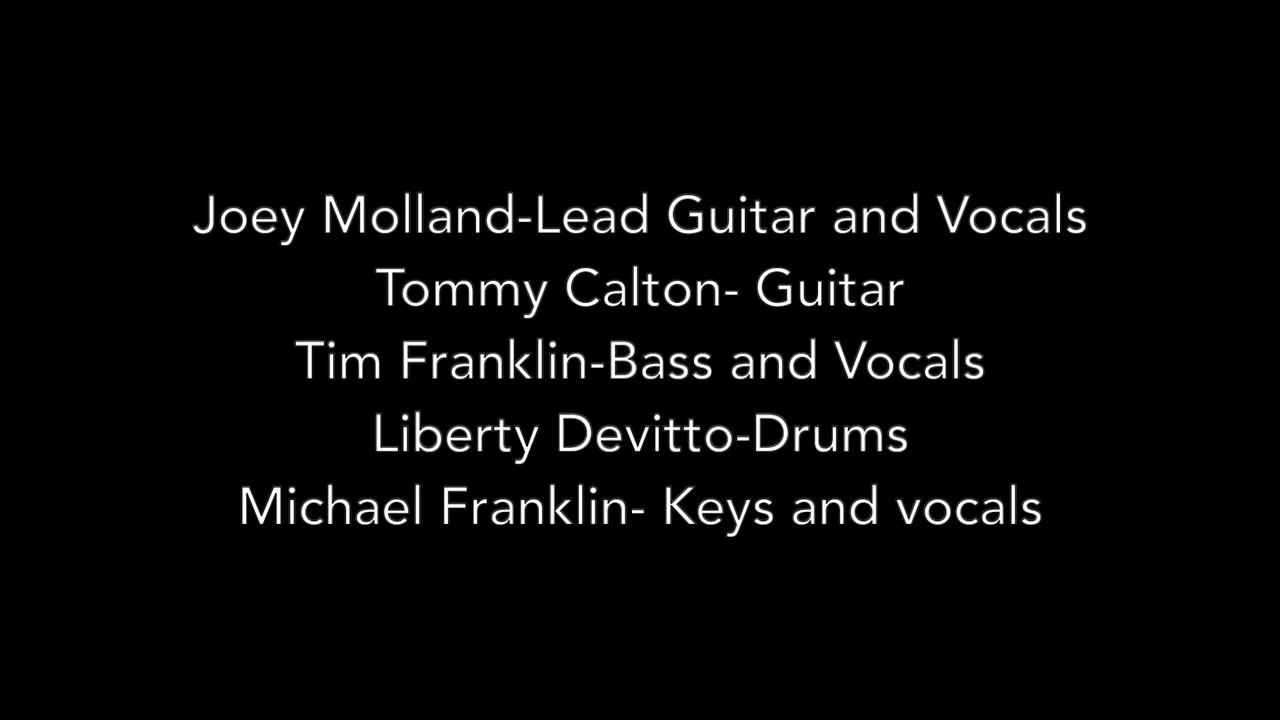 Joey Molland-Lead Guitar and Vocals
Tommy Calton- Guitar
Tim Franklin-Bass and Vocals
Liberty Devitto-Drums
Michael Franklin- Keys and vocals